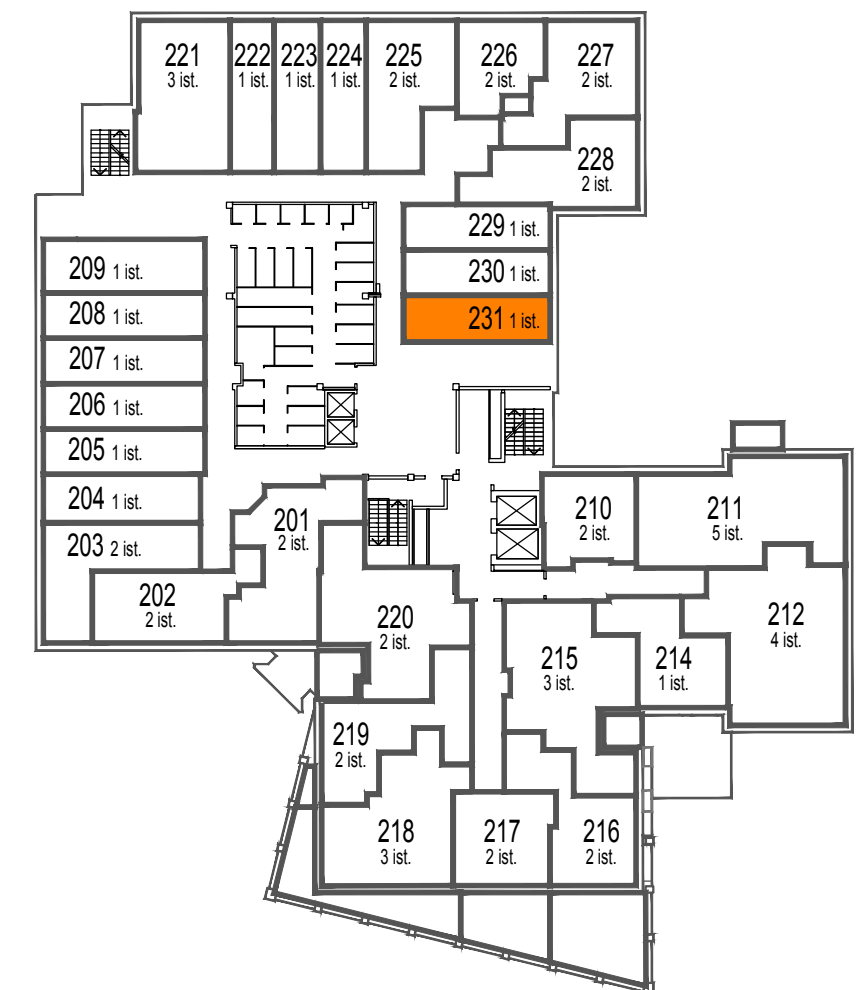 221
3 ist.
222
1 ist.
223
1 ist.
224
1 ist.
225
2 ist.
226
2 ist.
227
2 ist.
228
2 ist.
229 1 ist.
230 1 ist.
231 1 ist.
209 1 ist.
208 1 ist.
207 1 ist.
206 1 ist.
205 1 ist.
204 1 ist.
203 2 ist.
202
2 ist.
201
2 ist.
210
2 ist.
211
5 ist.
212
4 ist.
214
1 ist.
215
3 ist.
220
2 ist.
219
2 ist.
218
3 ist.
217
2 ist.
216
2 ist.